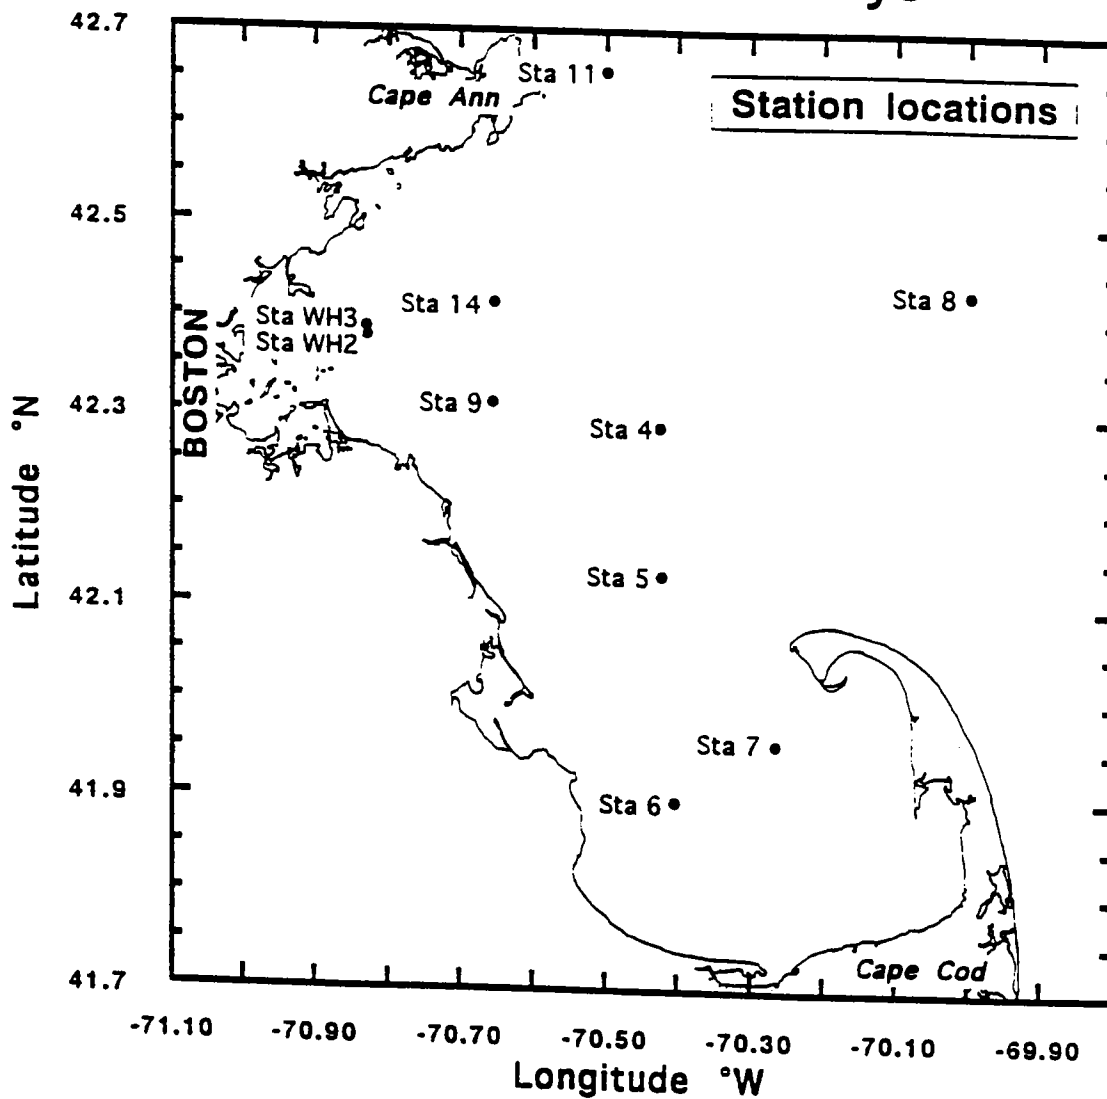 42.7
Sta 11
Cape Ann
Station locations
42.5
Sta 14
Sta 8
Sta WH3
Sta WH2
BOSTON
42.3
Sta 9
Sta 4
Latitude °N
Sta 5
42.1
Sta 7
41.9
Sta 6
Cape Cod
41.7
-71.10 -70.90 -70.70 -70.50 -70.30 -70.10 -69.90
Longitude °W